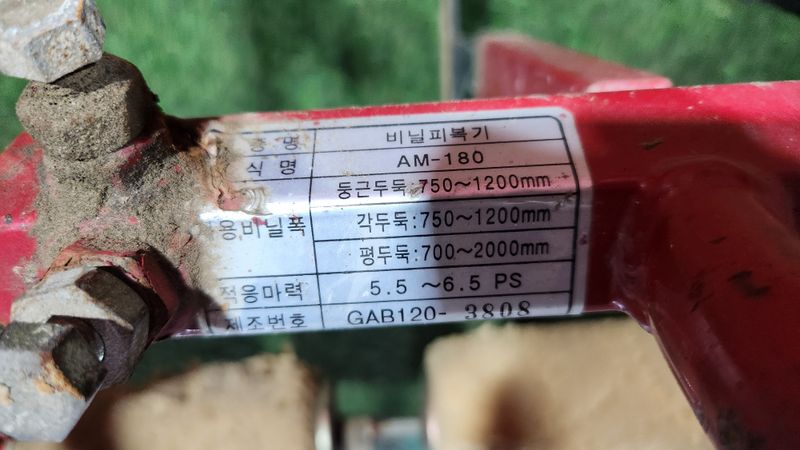 명 비닐피복기
식 명 AM-180
둥근두둑:750～1200mm
용비닐폭 각두둑:750～1200mm
평두둑:700～2000mm
적응마력 5.5 ～6.5 PS
제조번호 GAB120- 3808